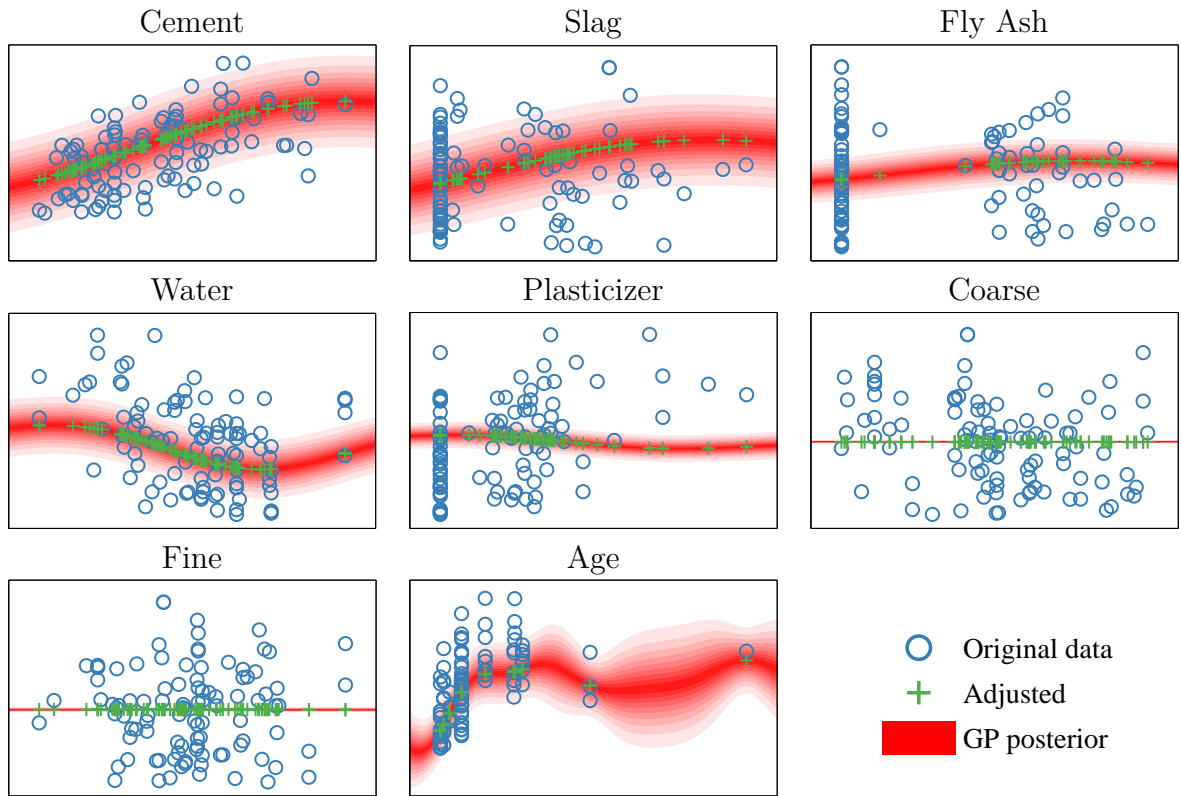 Cement
Slag
Fly Ash
Water
Plasticizer
Coarse
Fine
Age
Original data
Adjusted
GP posterior